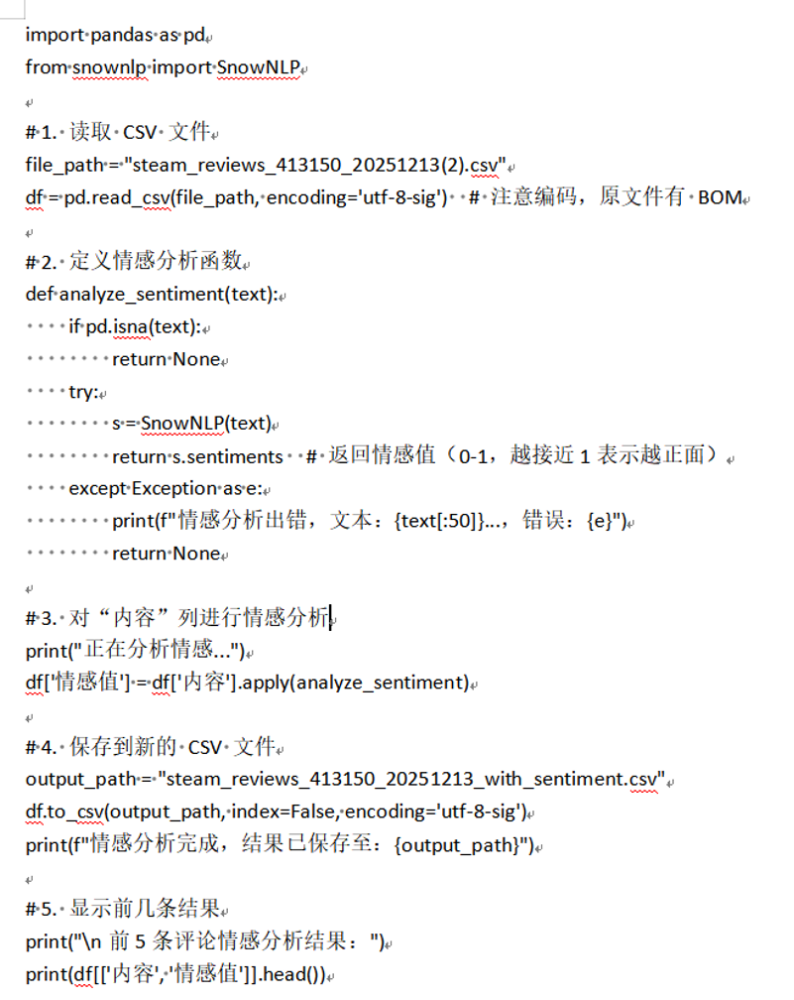 import pandas as pd
from snownlp import SnowNLP
# 1. 读取 CSV 文件
file_path = "steam_reviews_413150_20251213(2).csv"
df = pd.read_csv(file_path, encoding='utf-8-sig')  # 注意编码，原文件有 BOM
# 2. 定义情感分析函数
def analyze_sentiment(text):
    if pd.isna(text):
        return None
    try:
        s = SnowNLP(text)
        return s.sentiments  # 返回情感值（0-1，越接近 1 表示越正面）
    except Exception as e:
        print(f"情感分析出错，文本：{text[:50]}...，错误：{e}")
        return None
# 3. 对“内容”列进行情感分析
print("正在分析情感...")
df['情感值'] = df['内容'].apply(analyze_sentiment)
# 4. 保存到新的 CSV 文件
output_path = "steam_reviews_413150_20251213_with_sentiment.csv"
df.to_csv(output_path, index=False, encoding='utf-8-sig')
print(f"情感分析完成，结果已保存至：{output_path}")
# 5. 显示前几条结果
print("\n 前 5 条评论情感分析结果：")
print(df[['内容', '情感值']].head())